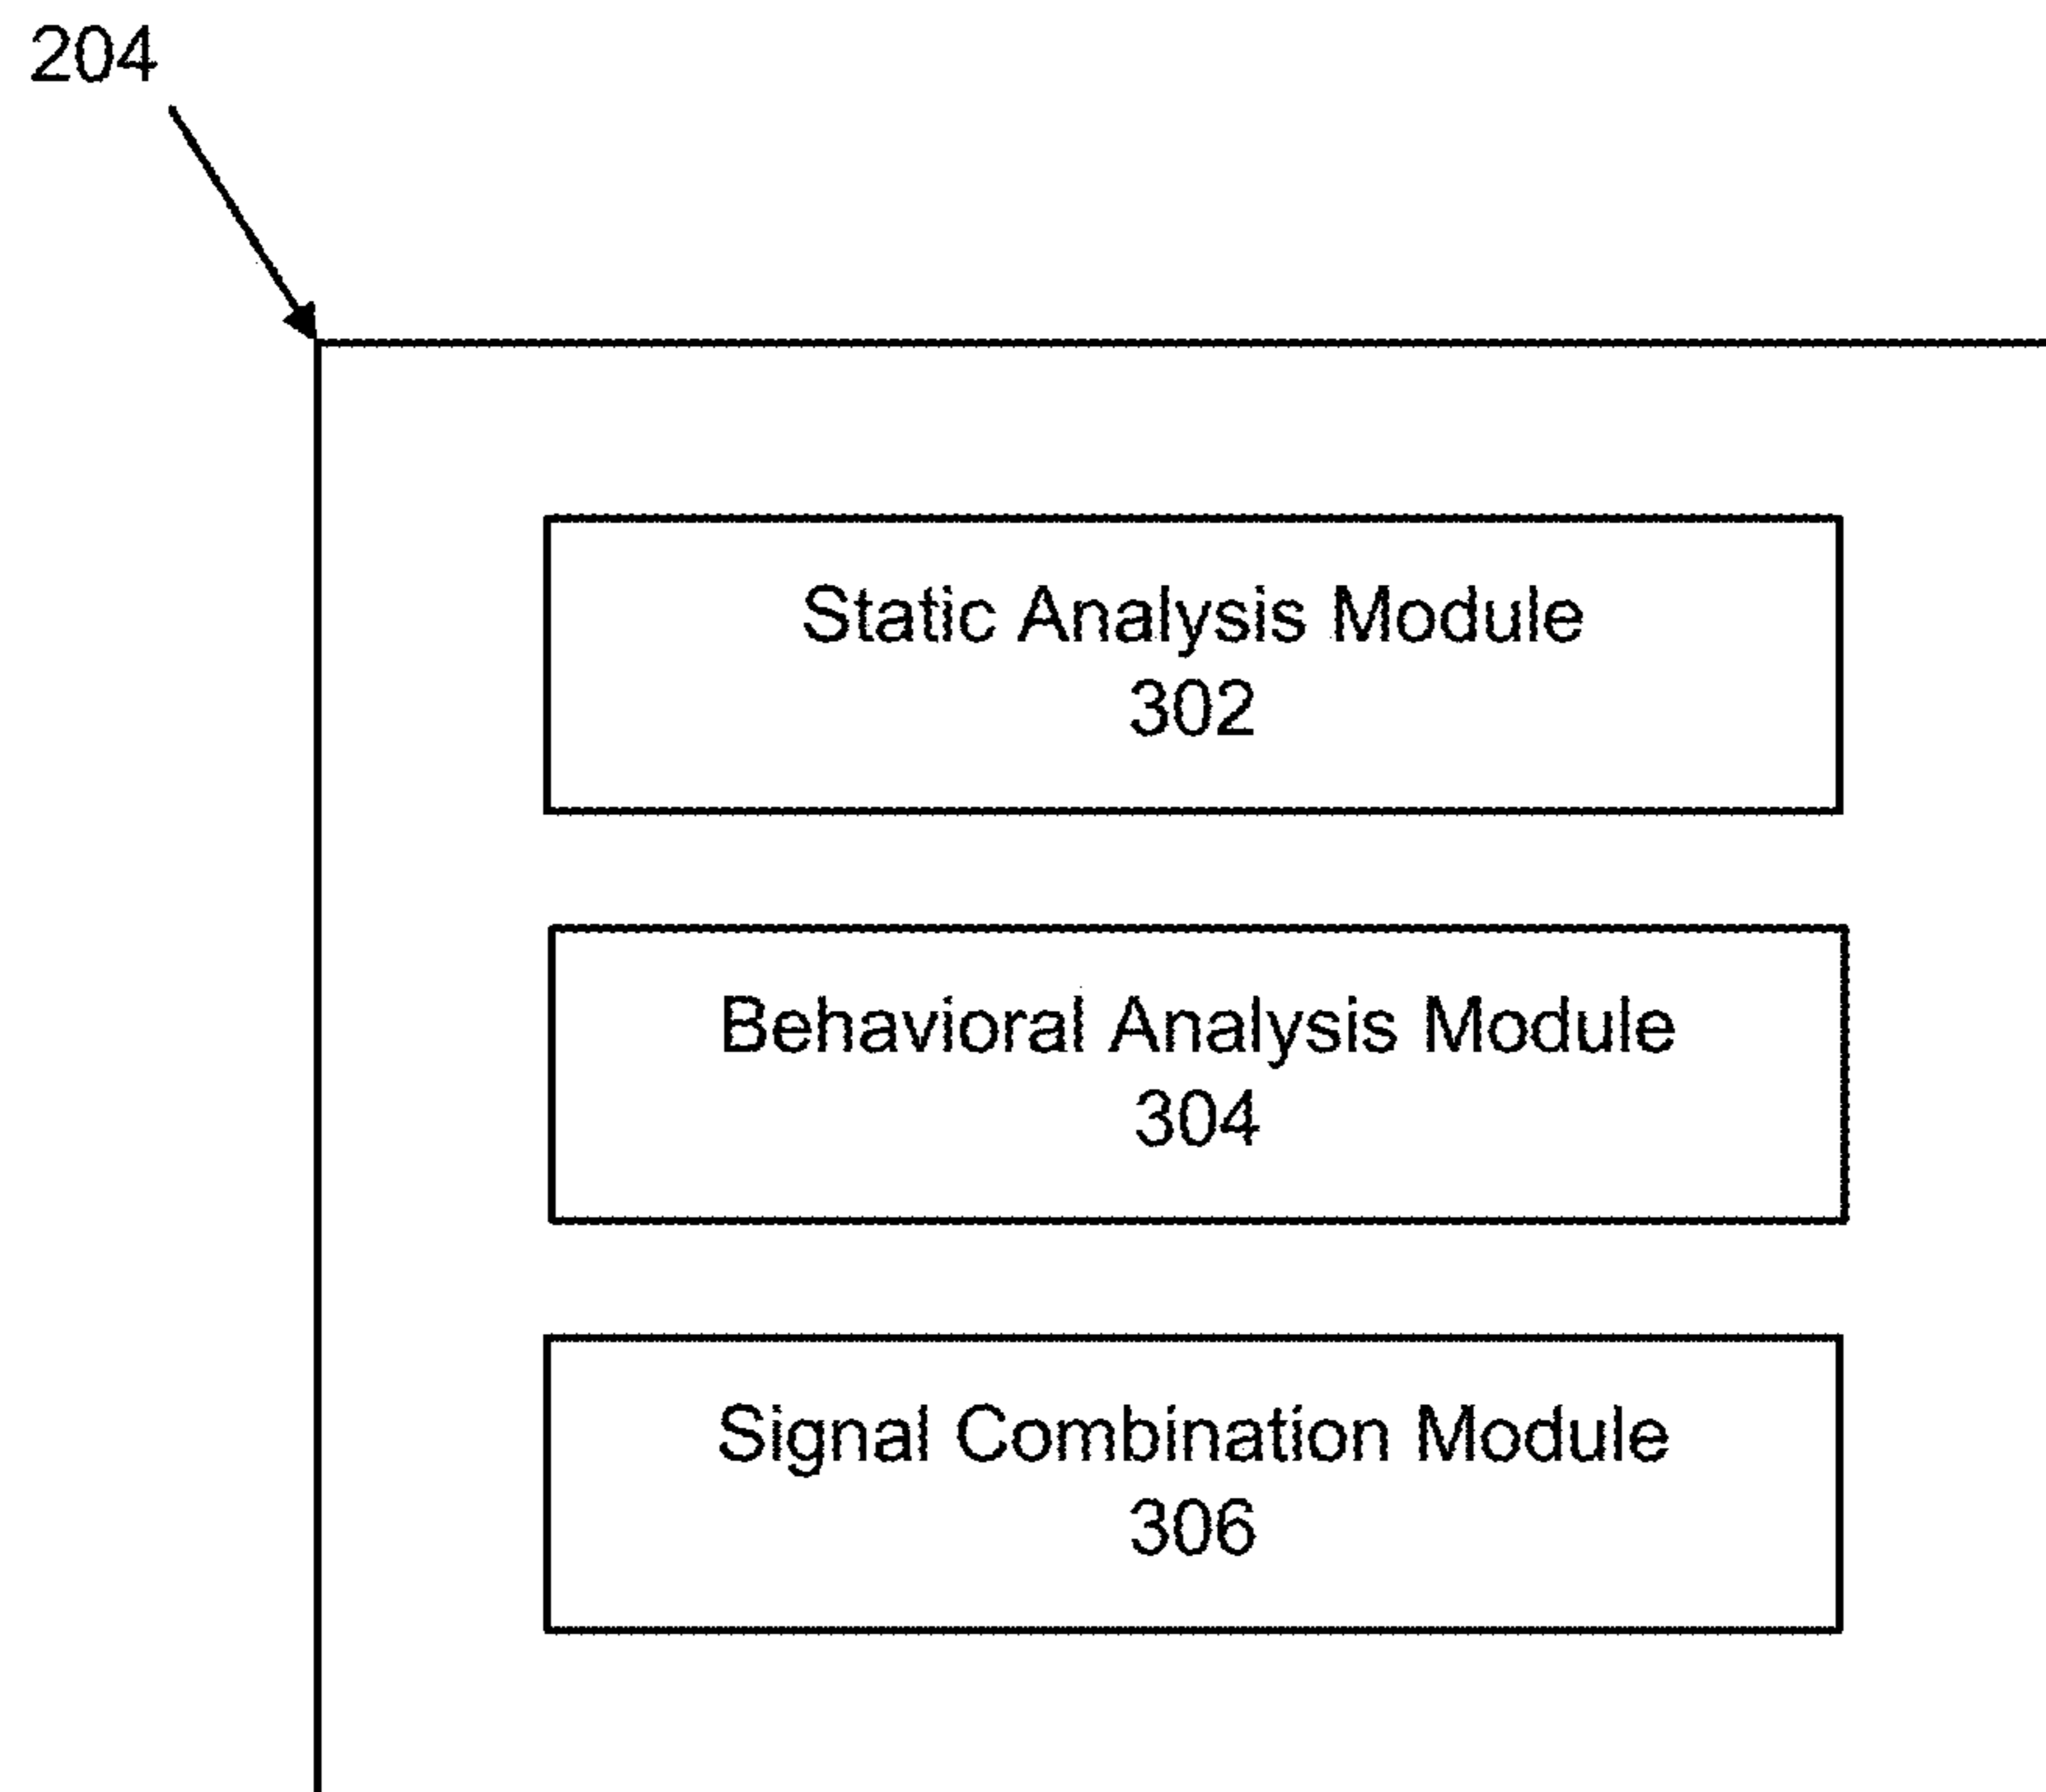 204
Static Analysis Module
302
Behavioral Analysis Module
304
Signal Combination Module
306